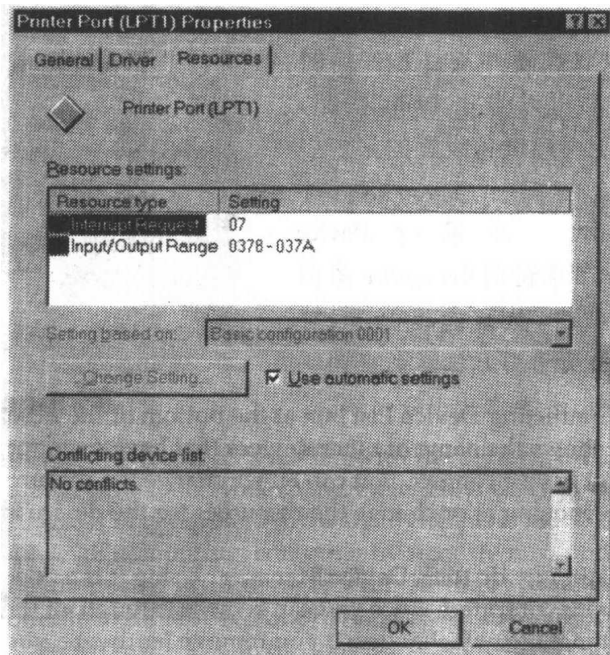 Printer Port (LPT1) Properties
General Driver Resources
Printer Port (LPT1)
Resource settings:
Resource type Setting
Interrupt Request 07
Input/Output Range 0378 - 037A
Setting based on: Basic configuration 0001
Change Setting... Use automatic settings
Conflicting device list:
No conflicts.
OK Cancel